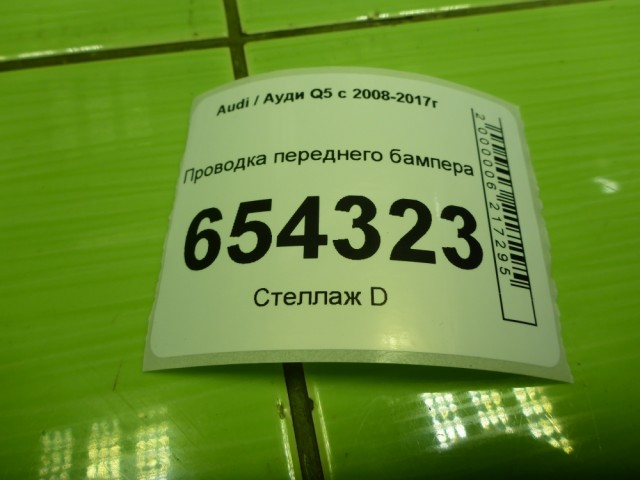 Audi / Ауди Q5 с 2008-2017г
Проводка переднего бампера
654323
Стеллаж D
2000006217295